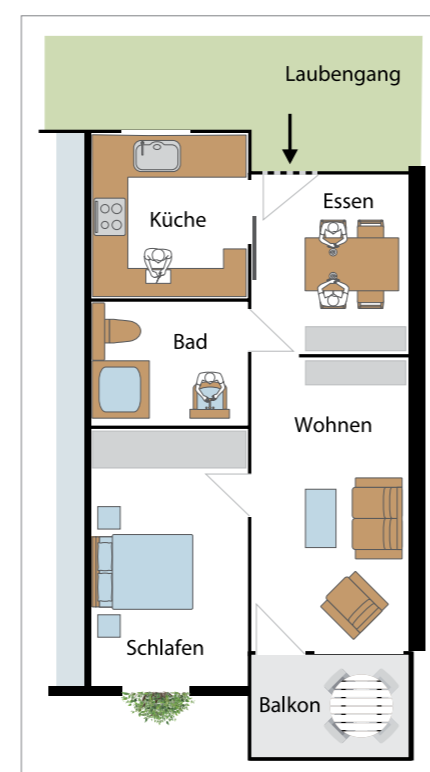 Laubengang
Essen
Küche
Bad
Wohnen
Schlafen
Balkon